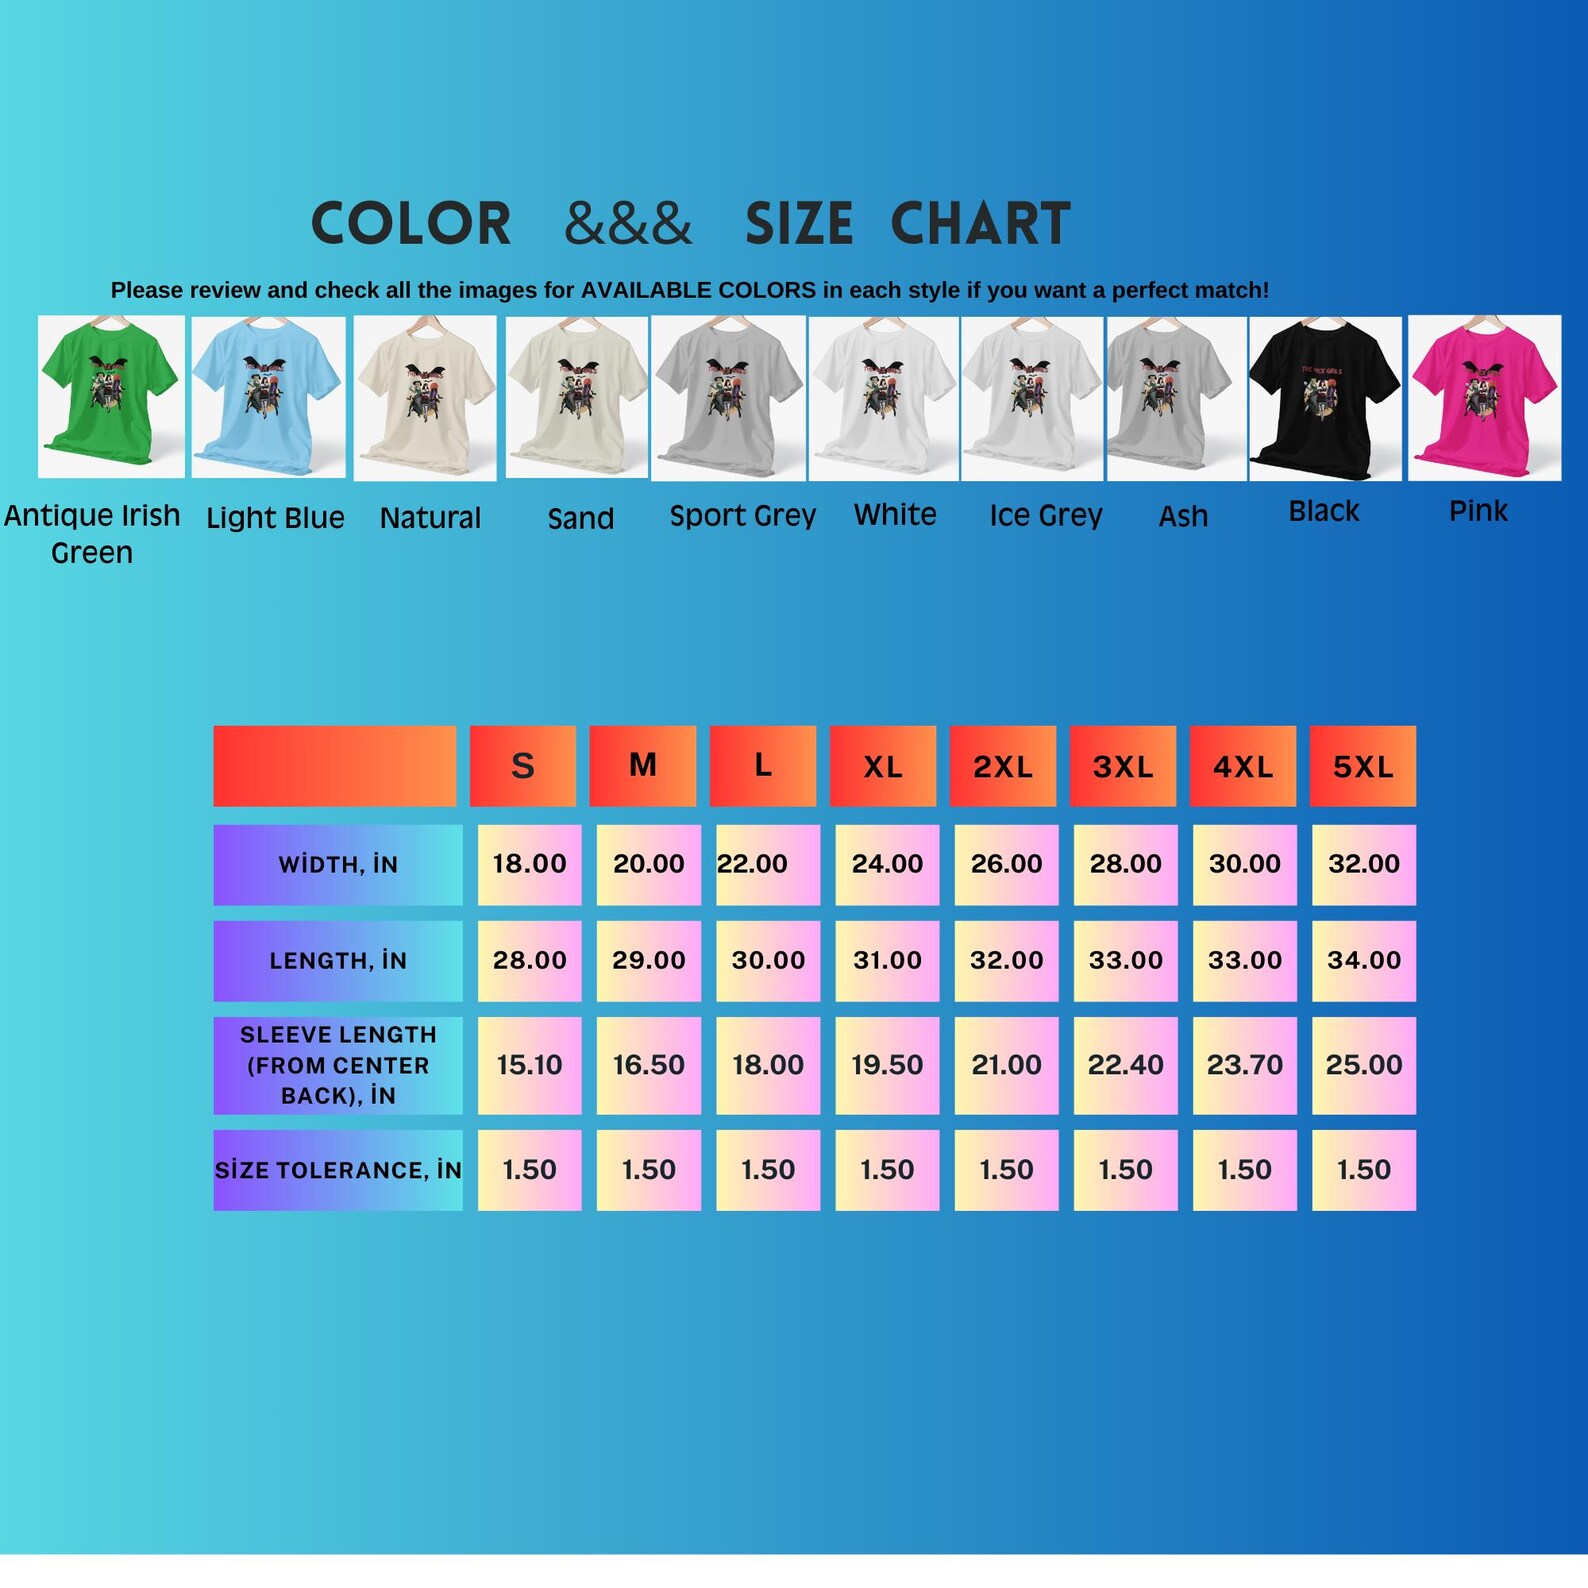 COLOR &&& SIZE CHART
Please review and check all the images for AVAILABLE COLORS in each style if you want a perfect match!
THE HEX GIRLS
Antique Irish
Green
Light Blue
Natural
Sand
Sport Grey
White
Ice Grey
Ash
Black
Pink
S M L XL 2XL 3XL 4XL 5XL
WİDTH, İN 18.00 20.00 22.00 24.00 26.00 28.00 30.00 32.00
LENGTH, İN 28.00 29.00 30.00 31.00 32.00 33.00 33.00 34.00
SLEEVE LENGTH
(FROM CENTER
BACK), İN
15.10 16.50 18.00 19.50 21.00 22.40 23.70 25.00
SİZE TOLERANCE, İN 1.50 1.50 1.50 1.50 1.50 1.50 1.50 1.50